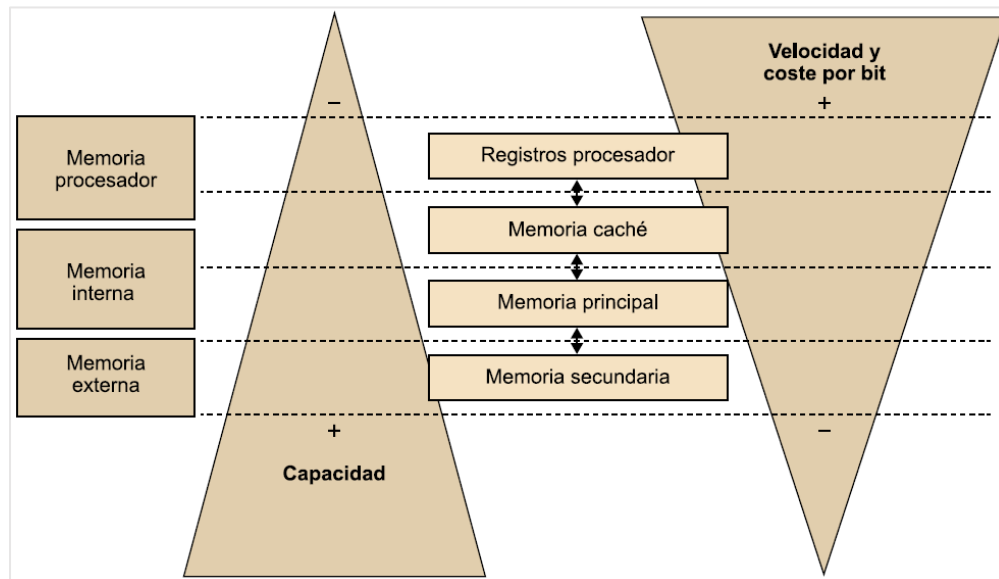 Velocidad y
coste por bit
−
+
Memoria
procesador
Registros procesador
Memoria caché
Memoria
interna
Memoria principal
Memoria
externa
Memoria secundaria
+
−
Capacidad